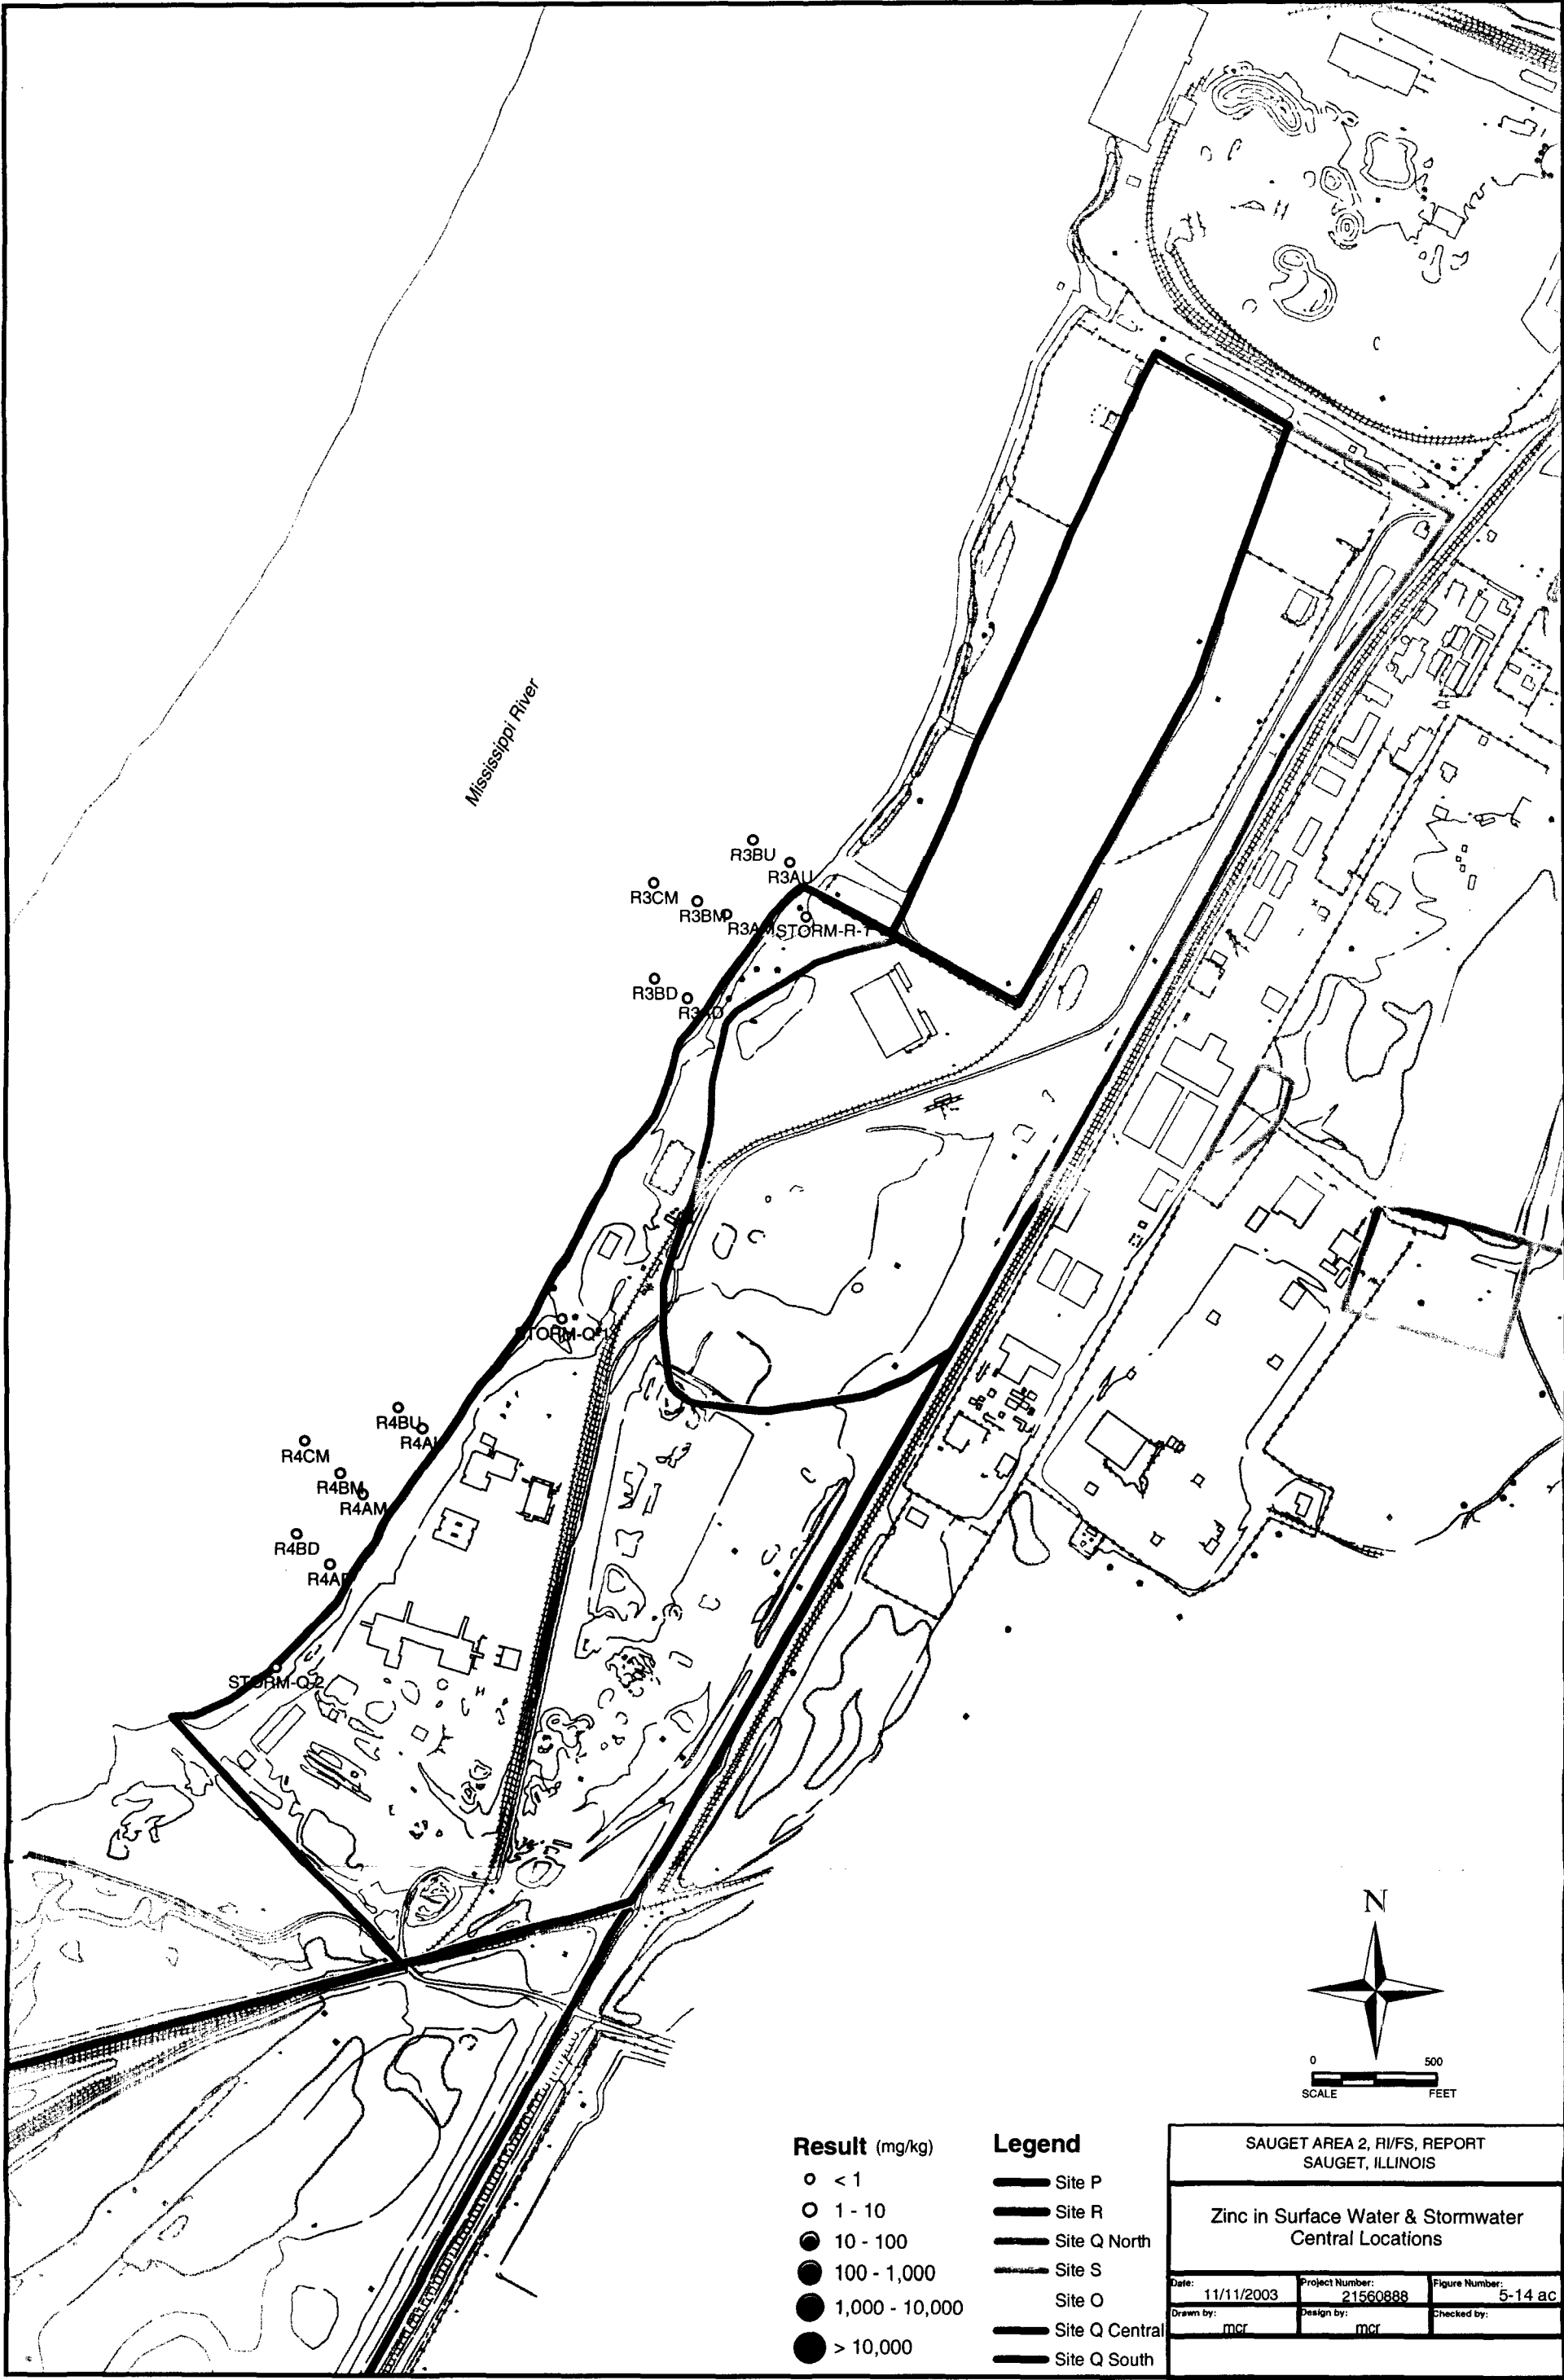 Mississippi River
R3BU
R3AU
R3CM
R3BM
R3AM
STORM-R-1
R3BD
R3AD
STORM-Q-1
R4BU
R4AU
R4CM
R4BM
R4AM
R4BD
R4AD
STORM-Q-2
N
0 500
SCALE FEET
Result (mg/kg)
< 1
1 - 10
10 - 100
100 - 1,000
1,000 - 10,000
> 10,000
Legend
Site P
Site R
Site Q North
Site S
Site O
Site Q Central
Site Q South
SAUGET AREA 2, RI/FS, REPORT
SAUGET, ILLINOIS
Zinc in Surface Water & Stormwater
Central Locations
Date: 11/11/2003
Project Number: 21560888
Figure Number: 5-14 ac
Drawn by: mcr
Design by: mcr
Checked by: